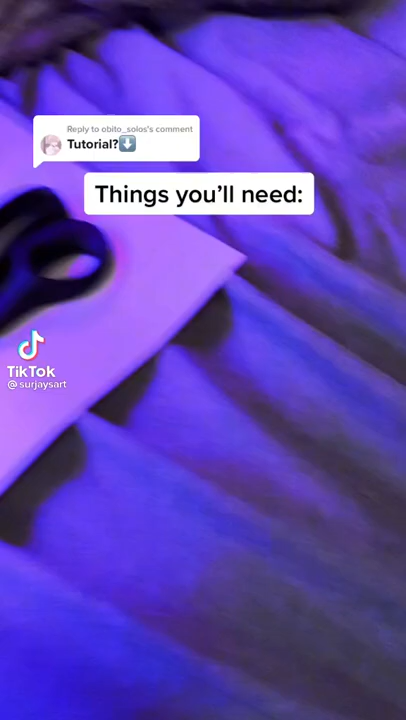 Reply to obito_solos's comment
Tutorial?⬇️
Things you'll need:
TikTok
@surjaysart